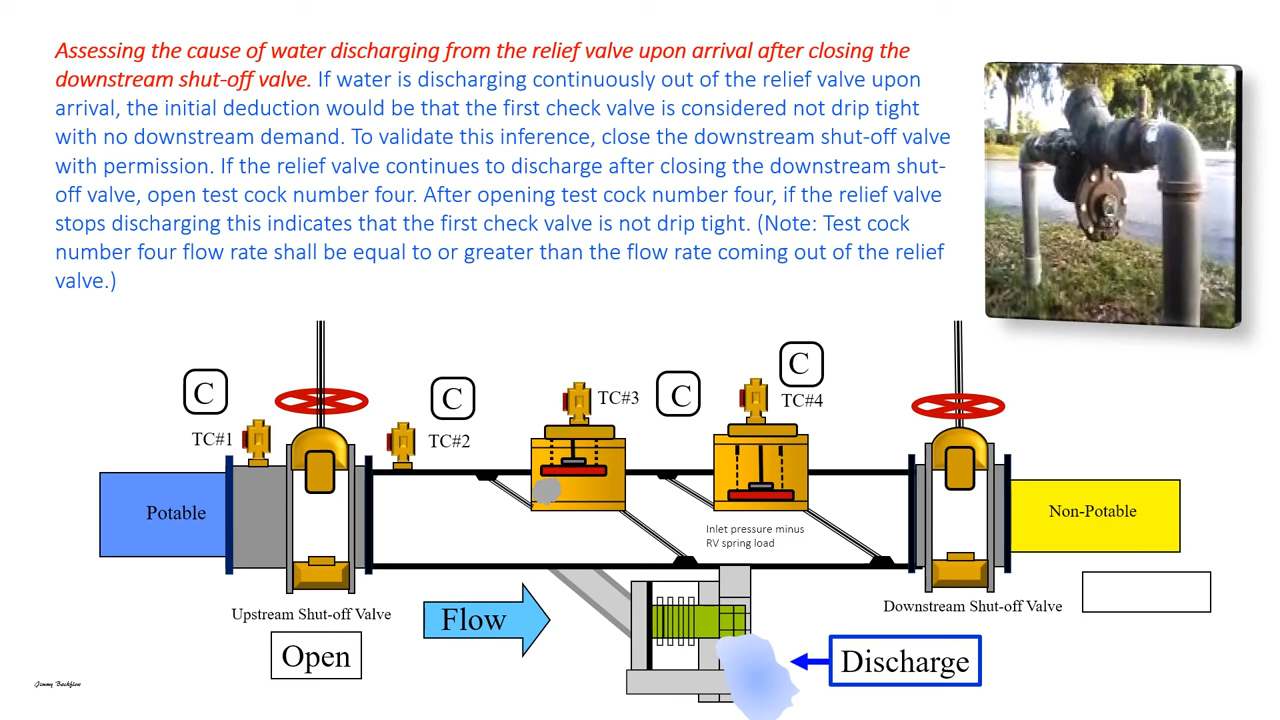 Assessing the cause of water discharging from the relief valve upon arrival after closing the
downstream shut-off valve. If water is discharging continuously out of the relief valve upon
arrival, the initial deduction would be that the first check valve is considered not drip tight
with no downstream demand. To validate this inference, close the downstream shut-off valve
with permission. If the relief valve continues to discharge after closing the downstream shut-
off valve, open test cock number four. After opening test cock number four, if the relief valve
stops discharging this indicates that the first check valve is not drip tight. (Note: Test cock
number four flow rate shall be equal to or greater than the flow rate coming out of the relief
valve.)
C
C
C
C
TC#1
TC#2
TC#3
TC#4
Potable
Non-Potable
Inlet pressure minus
RV spring load
Upstream Shut-off Valve
Downstream Shut-off Valve
Open
Flow
Discharge
Jimmy Backflow